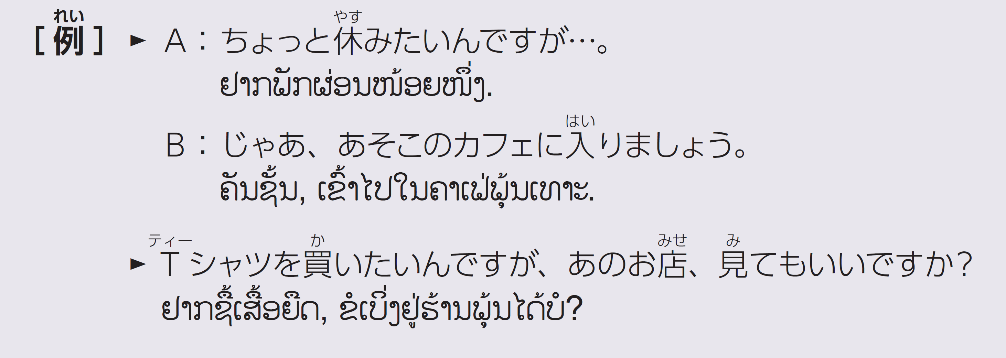 れい
[例] ► A：ちょっと休みたいんですが…。
やす
ຢາກພັກຜ່ອນໜ້ອຍໜຶ່ງ.
はい
B：じゃあ、あそこのカフェに入りましょう。
ຄັນຊັ້ນ, ເຂົ້າໄປໃນຄາເຟ່ພຸ້ນເທາະ.
ティー か みせ み
► Tシャツを買いたいんですが、あのお店、見てもいいですか？
ຢາກຊື້ເສື້ອຍືດ, ຂໍເບິ່ງຢູ່ຮ້ານພຸ້ນໄດ້ບໍ?